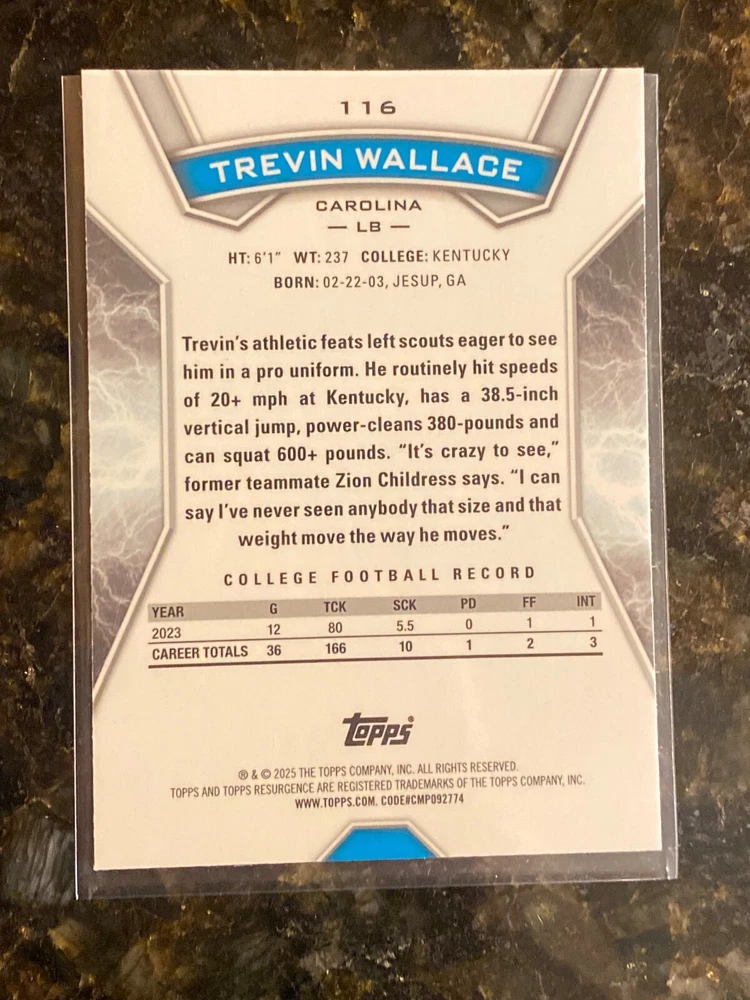 116
TREVIN WALLACE
CAROLINA
— LB —
HT: 6'1" WT: 237 COLLEGE: KENTUCKY
BORN: 02-22-03, JESUP, GA
Trevin's athletic feats left scouts eager to see
him in a pro uniform. He routinely hit speeds
of 20+ mph at Kentucky, has a 38.5-inch
vertical jump, power-cleans 380-pounds and
can squat 600+ pounds. "It's crazy to see,"
former teammate Zion Childress says. "I can
say I've never seen anybody that size and that
weight move the way he moves."
COLLEGE FOOTBALL RECORD
YEAR G TCK SCK PD FF INT
2023 12 80 5.5 0 1 1
CAREER TOTALS 36 166 10 1 2 3
topps®
® & © 2025 THE TOPPS COMPANY, INC. ALL RIGHTS RESERVED.
TOPPS AND TOPPS RESURGENCE ARE REGISTERED TRADEMARKS OF THE TOPPS COMPANY, INC.
WWW.TOPPS.COM. CODE#CMP092774